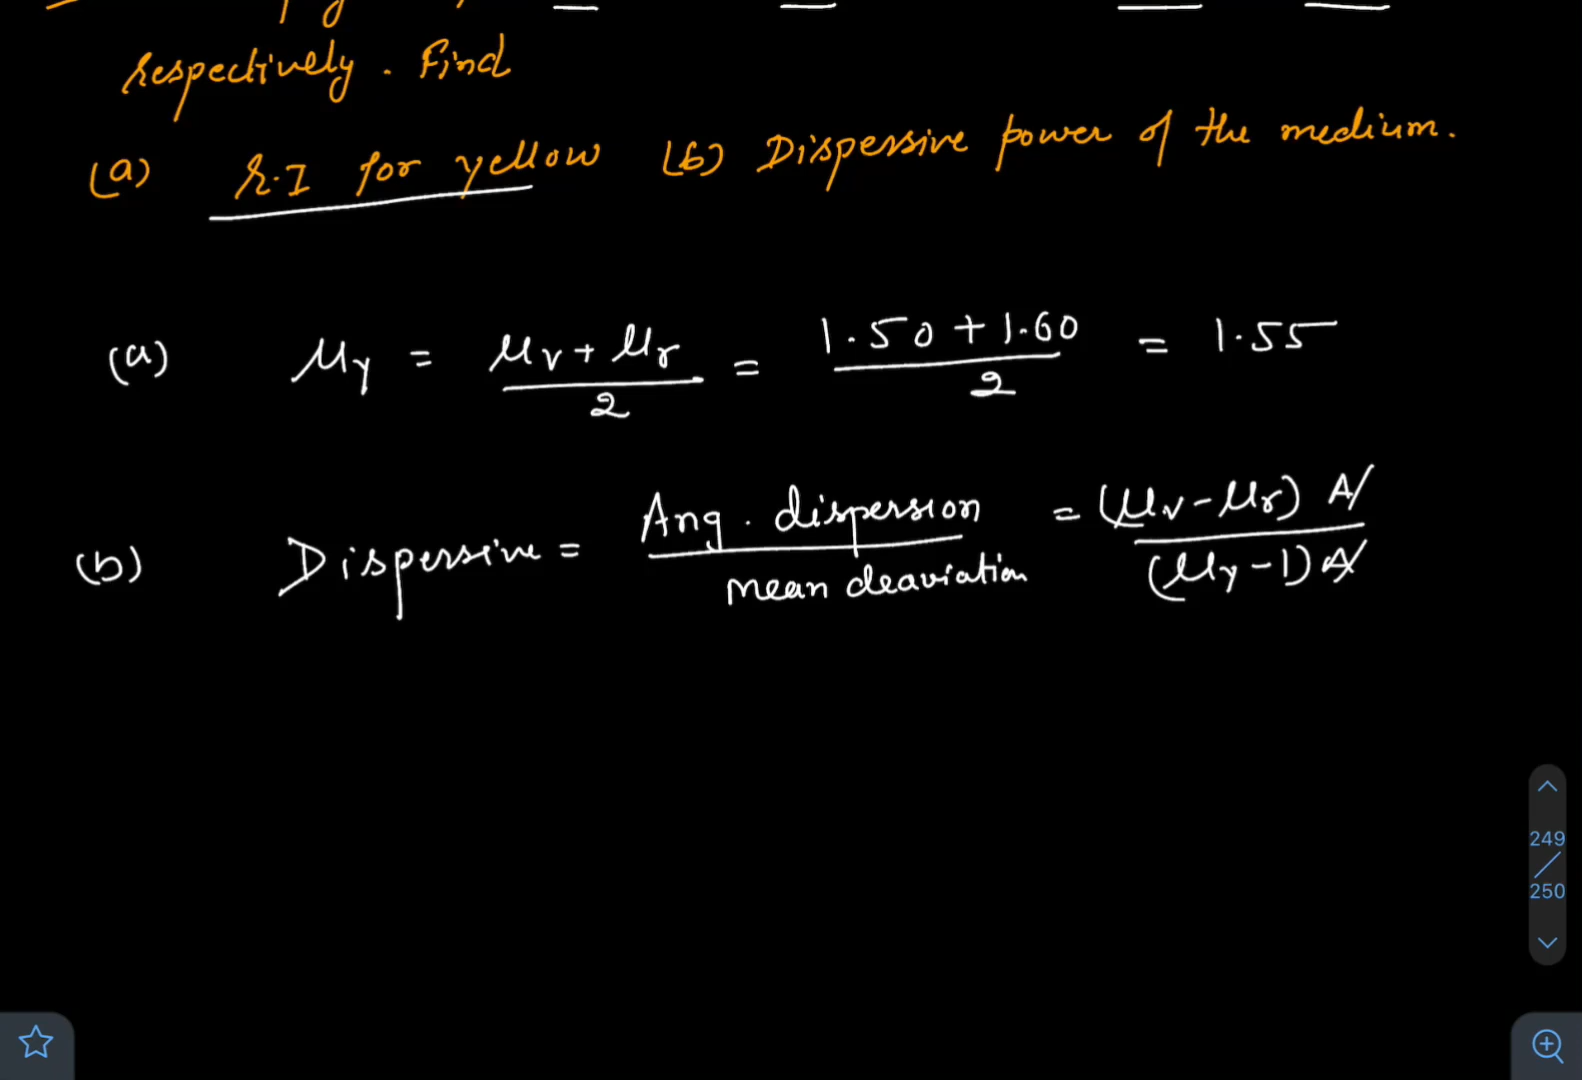 respectively. Find
(a) R.I for yellow (b) Dispersive power of the medium.
(a) μy = μv + μr / 2 = 1.50 + 1.60 / 2 = 1.55
(b) Dispersive = Ang. dispersion / mean deaviation = (μv - μr) A / (μy - 1) A
249
/
250